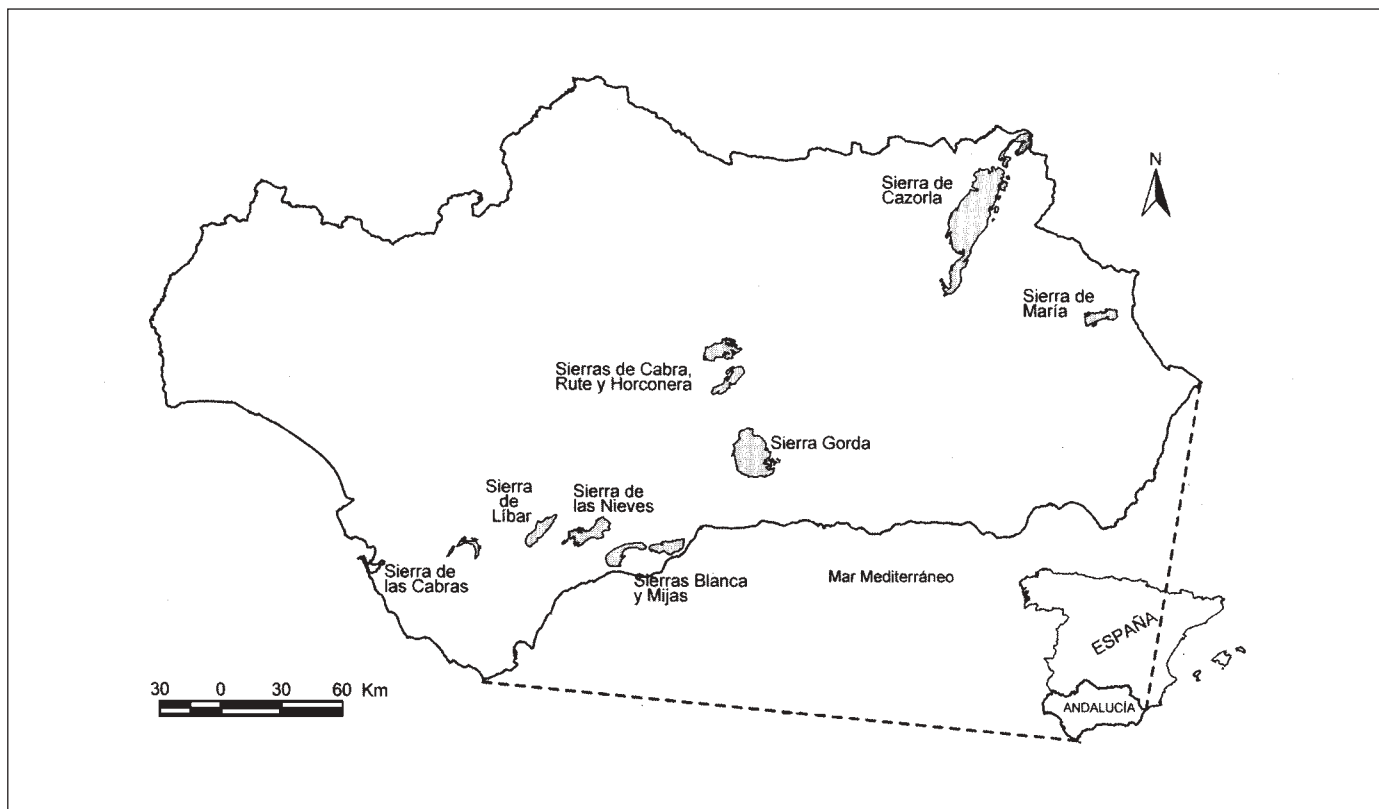 N
Sierra de
Cazorla
Sierra de
María
Sierras de Cabra,
Rute y Horconera
Sierra Gorda
Sierra
de
Líbar
Sierra de
las Nieves
Sierra de
las Cabras
Sierras Blanca
y Mijas
Mar Mediterráneo
ESPAÑA
ANDALUCÍA
30 0 30 60 Km